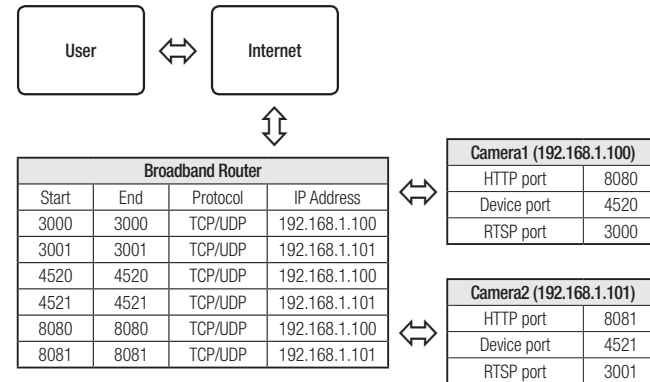 User
Internet
Broadband Router
Start End Protocol IP Address
3000 3000 TCP/UDP 192.168.1.100
3001 3001 TCP/UDP 192.168.1.101
4520 4520 TCP/UDP 192.168.1.100
4521 4521 TCP/UDP 192.168.1.101
8080 8080 TCP/UDP 192.168.1.100
8081 8081 TCP/UDP 192.168.1.101
Camera1 (192.168.1.100)
HTTP port 8080
Device port 4520
RTSP port 3000
Camera2 (192.168.1.101)
HTTP port 8081
Device port 4521
RTSP port 3001